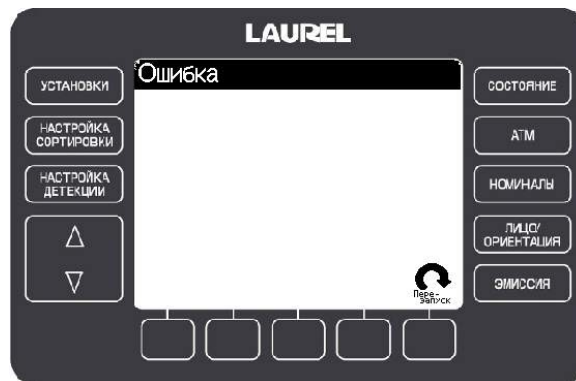 LAUREL
Ошибка
УСТАНОВКИ
НАСТРОЙКА
СОРТИРОВКИ
НАСТРОЙКА
ДЕТЕКЦИИ
СОСТОЯНИЕ
АТМ
НОМИНАЛЫ
ЛИЦО/
ОРИЕНТАЦИЯ
ЭМИССИЯ
Пере-
запуск